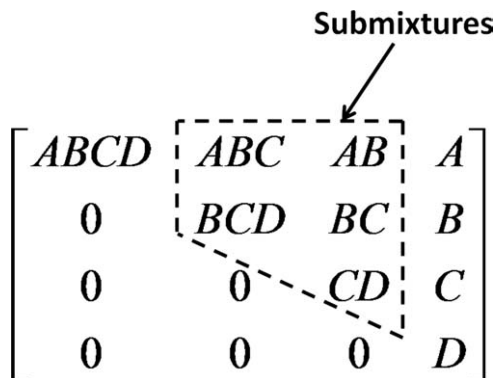 Submixtures
ABCD ABC AB A
0 BCD BC B
0 0 CD C
0 0 0 D